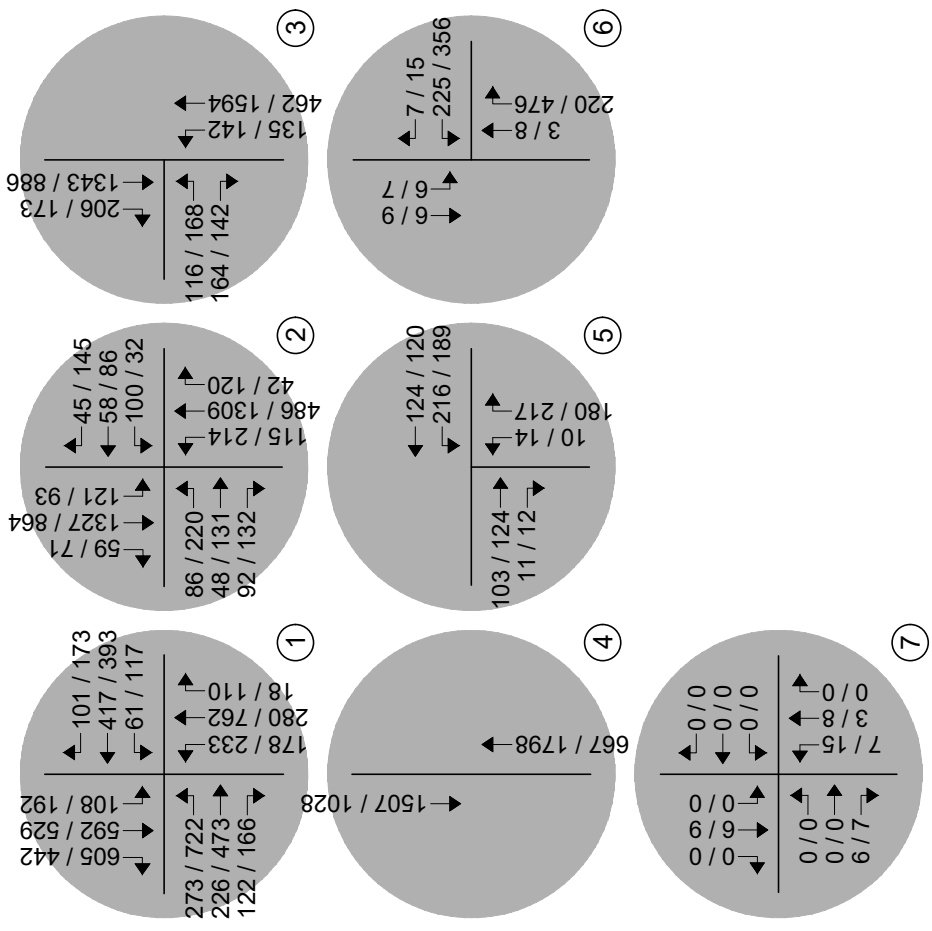 101 / 173
417 / 393
61 / 117
108 / 192
592 / 529
605 / 442
18 / 110
280 / 762
178 / 233
273 / 722
226 / 473
122 / 166
1
45 / 145
58 / 86
100 / 32
121 / 93
1327 / 864
59 / 71
42 / 120
486 / 1309
115 / 214
86 / 220
48 / 131
92 / 132
2
1343 / 886
206 / 173
462 / 1594
135 / 142
116 / 168
164 / 142
3
1507 / 1028
667 / 1798
4
124 / 120
216 / 189
180 / 217
10 / 14
103 / 124
11 / 12
5
7 / 15
225 / 356
6 / 7
6 / 9
220 / 476
3 / 8
6
0 / 0
0 / 0
0 / 0
0 / 0
6 / 9
0 / 0
0 / 0
3 / 8
7 / 15
0 / 0
0 / 0
6 / 7
7